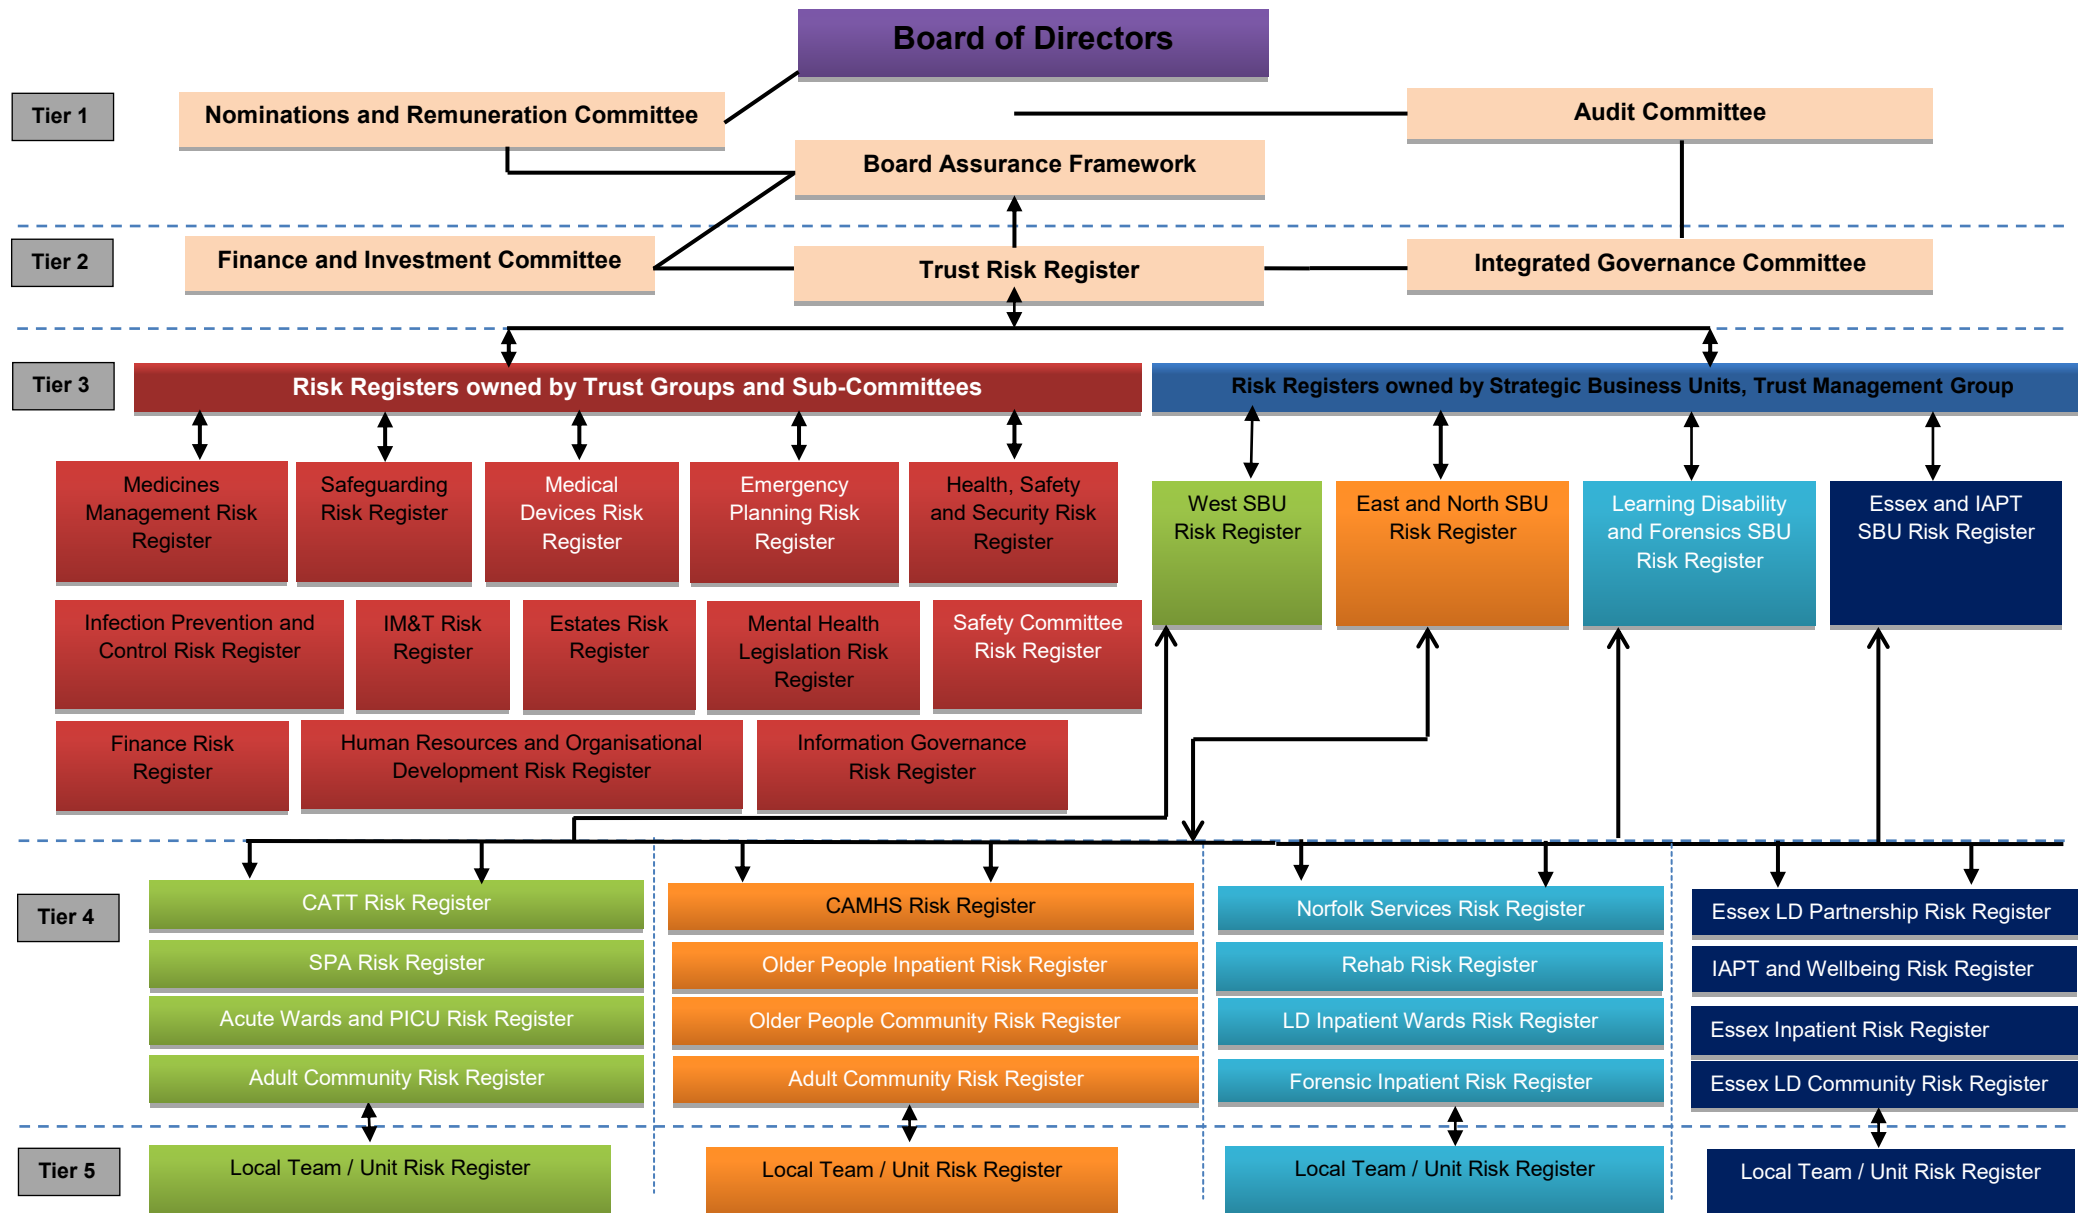 Board of Directors
Tier 1
Nominations and Remuneration Committee
Audit Committee
Board Assurance Framework
Tier 2
Finance and Investment Committee
Trust Risk Register
Integrated Governance Committee
Tier 3
Risk Registers owned by Trust Groups and Sub-Committees
Risk Registers owned by Strategic Business Units, Trust Management Group
Medicines
Management Risk
Register
Safeguarding
Risk Register
Medical
Devices Risk
Register
Emergency
Planning Risk
Register
Health, Safety
and Security Risk
Register
West SBU
Risk Register
East and North SBU
Risk Register
Learning Disability
and Forensics SBU
Risk Register
Essex and IAPT
SBU Risk Register
Infection Prevention and
Control Risk Register
IM&T Risk
Register
Estates Risk
Register
Mental Health
Legislation Risk
Register
Safety Committee
Risk Register
Finance Risk
Register
Human Resources and Organisational
Development Risk Register
Information Governance
Risk Register
Tier 4
CATT Risk Register
SPA Risk Register
Acute Wards and PICU Risk Register
Adult Community Risk Register
CAMHS Risk Register
Older People Inpatient Risk Register
Older People Community Risk Register
Adult Community Risk Register
Norfolk Services Risk Register
Rehab Risk Register
LD Inpatient Wards Risk Register
Forensic Inpatient Risk Register
Essex LD Partnership Risk Register
IAPT and Wellbeing Risk Register
Essex Inpatient Risk Register
Essex LD Community Risk Register
Tier 5
Local Team / Unit Risk Register
Local Team / Unit Risk Register
Local Team / Unit Risk Register
Local Team / Unit Risk Register